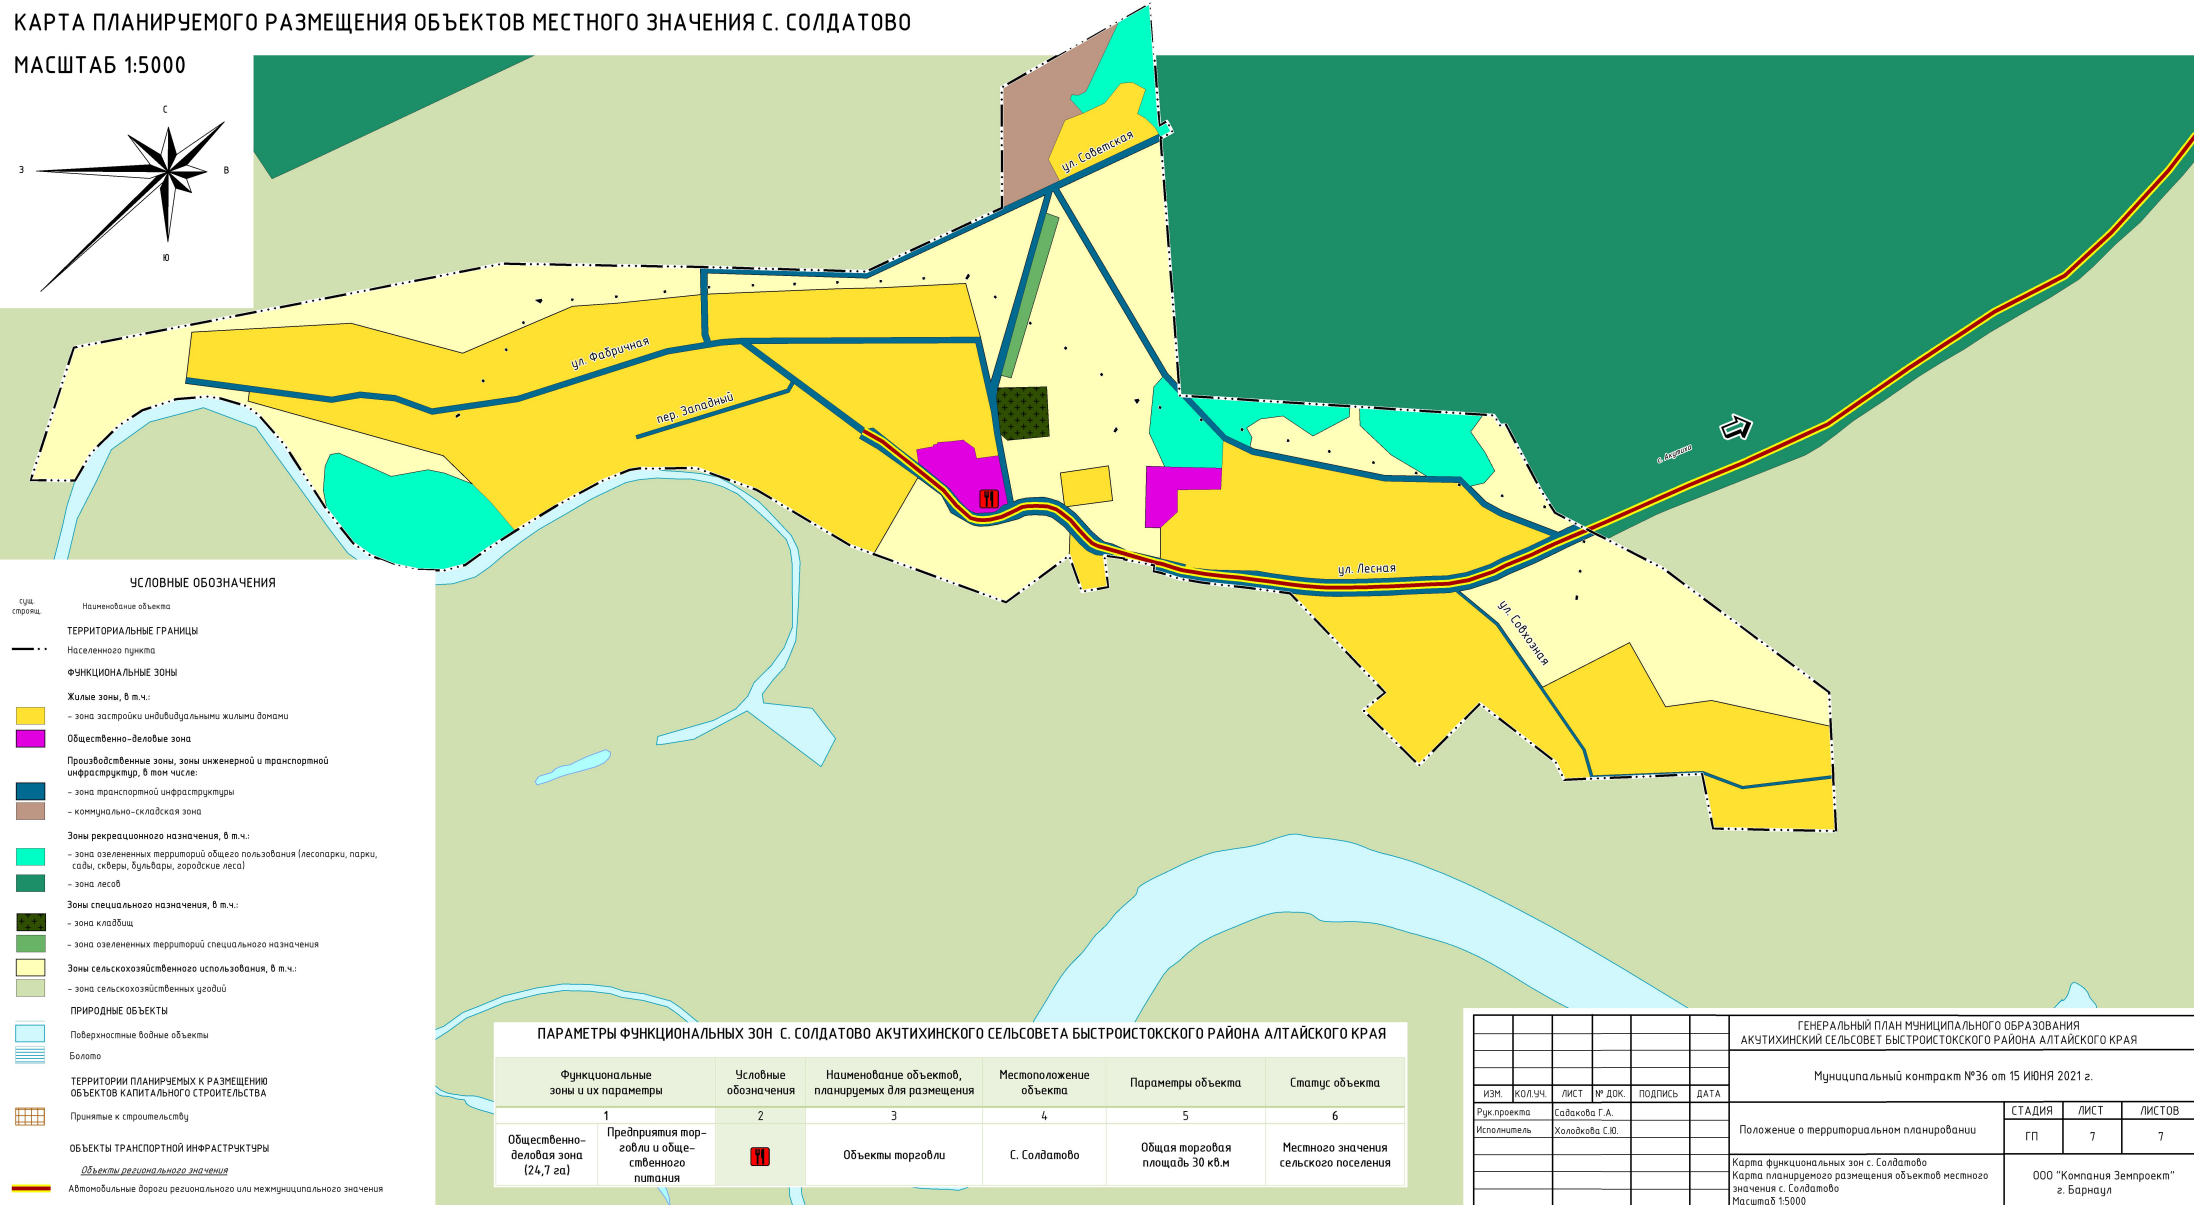 КАРТА ПЛАНИРУЕМОГО РАЗМЕЩЕНИЯ ОБЪЕКТОВ МЕСТНОГО ЗНАЧЕНИЯ С. СОЛДАТОВО
МАСШТАБ 1:5000
С
З
В
Ю
ул. Советская
ул. Фабричная
пер. Западный
с. Акутиха
ул. Лесная
ул. Совхозная
УСЛОВНЫЕ ОБОЗНАЧЕНИЯ
сущ.
строящ.
Наименование объекта
ТЕРРИТОРИАЛЬНЫЕ ГРАНИЦЫ
Населенного пункта
ФУНКЦИОНАЛЬНЫЕ ЗОНЫ
Жилые зоны, в т.ч.:
- зона застройки индивидуальными жилыми домами
Общественно-деловые зона
Производственные зоны, зоны инженерной и транспортной
инфраструктур, в том числе:
- зона транспортной инфраструктуры
- коммунально-складская зона
Зоны рекреационного назначения, в т.ч.:
- зона озелененных территорий общего пользования (лесопарки, парки,
сады, скверы, бульвары, городские леса)
- зона лесов
Зоны специального назначения, в т.ч.:
- зона кладбищ
- зона озелененных территорий специального назначения
Зоны сельскохозяйственного использования, в т.ч.:
- зона сельскохозяйственных угодий
ПРИРОДНЫЕ ОБЪЕКТЫ
Поверхностные водные объекты
Болото
ТЕРРИТОРИИ ПЛАНИРУЕМЫХ К РАЗМЕЩЕНИЮ
ОБЪЕКТОВ КАПИТАЛЬНОГО СТРОИТЕЛЬСТВА
Принятые к строительству
ОБЪЕКТЫ ТРАНСПОРТНОЙ ИНФРАСТРУКТУРЫ
Объекты регионального значения
Автомобильные дороги регионального или межмуниципального значения
ПАРАМЕТРЫ ФУНКЦИОНАЛЬНЫХ ЗОН С. СОЛДАТОВО АКУТИХИНСКОГО СЕЛЬСОВЕТА БЫСТРОИСТОКСКОГО РАЙОНА АЛТАЙСКОГО КРАЯ
Функциональные
зоны и их параметры
Условные
обозначения
Наименование объектов,
планируемых для размещения
Местоположение
объекта
Параметры объекта
Статус объекта
1
2
3
4
5
6
Общественно-
деловая зона
(24,7 га)
Предприятия тор-
говли и обще-
ственного
питания
Объекты торговли
С. Солдатово
Общая торговая
площадь 30 кв.м
Местного значения
сельского поселения
ГЕНЕРАЛЬНЫЙ ПЛАН МУНИЦИПАЛЬНОГО ОБРАЗОВАНИЯ
АКУТИХИНСКИЙ СЕЛЬСОВЕТ БЫСТРОИСТОКСКОГО РАЙОНА АЛТАЙСКОГО КРАЯ
Муниципальный контракт №36 от 15 ИЮНЯ 2021 г.
ИЗМ. КОЛ.УЧ. ЛИСТ № ДОК. ПОДПИСЬ ДАТА
Рук.проекта Садакова Г.А.
Исполнитель Холодкова С.Ю.
Положение о территориальном планировании
СТАДИЯ ЛИСТ ЛИСТОВ
ГП 7 7
Карта функциональных зон с. Солдатово
Карта планируемого размещения объектов местного
значения с. Солдатово
Масштаб 1:5000
ООО "Компания Земпроект"
г. Барнаул